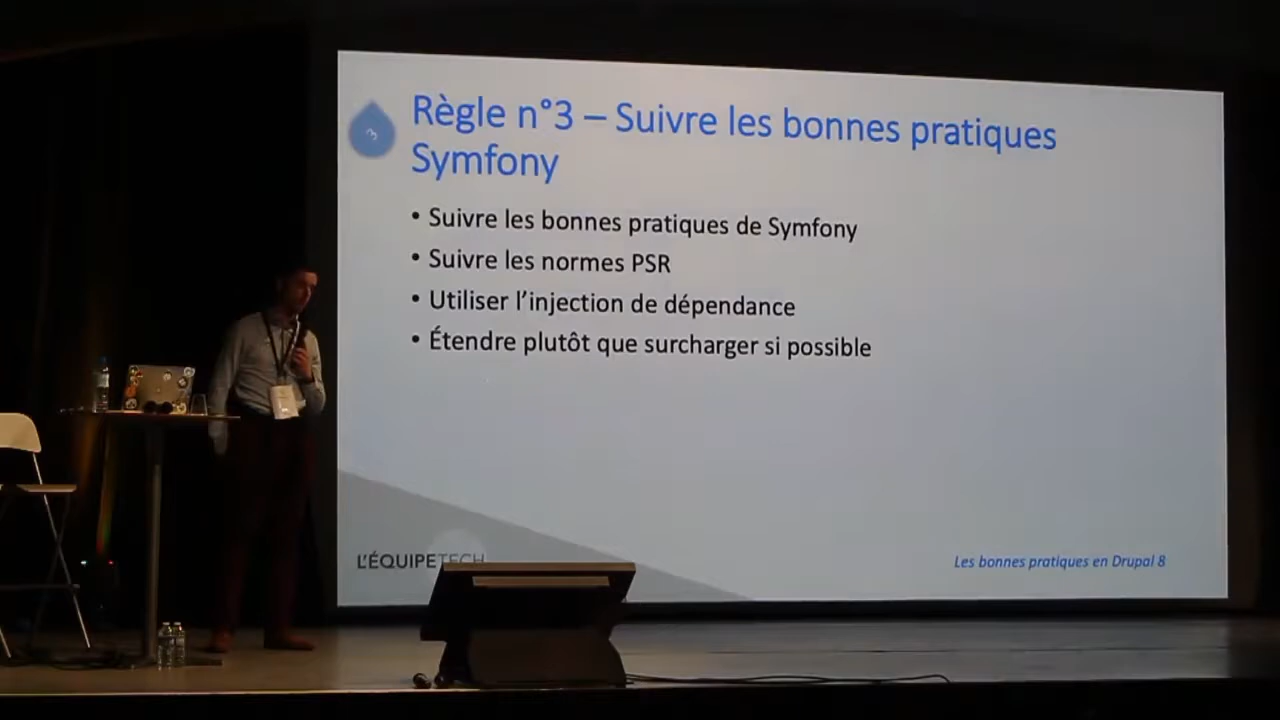 3
Règle n°3 – Suivre les bonnes pratiques
Symfony
• Suivre les bonnes pratiques de Symfony
• Suivre les normes PSR
• Utiliser l’injection de dépendance
• Étendre plutôt que surcharger si possible
L’ÉQUIPETECH
Les bonnes pratiques en Drupal 8